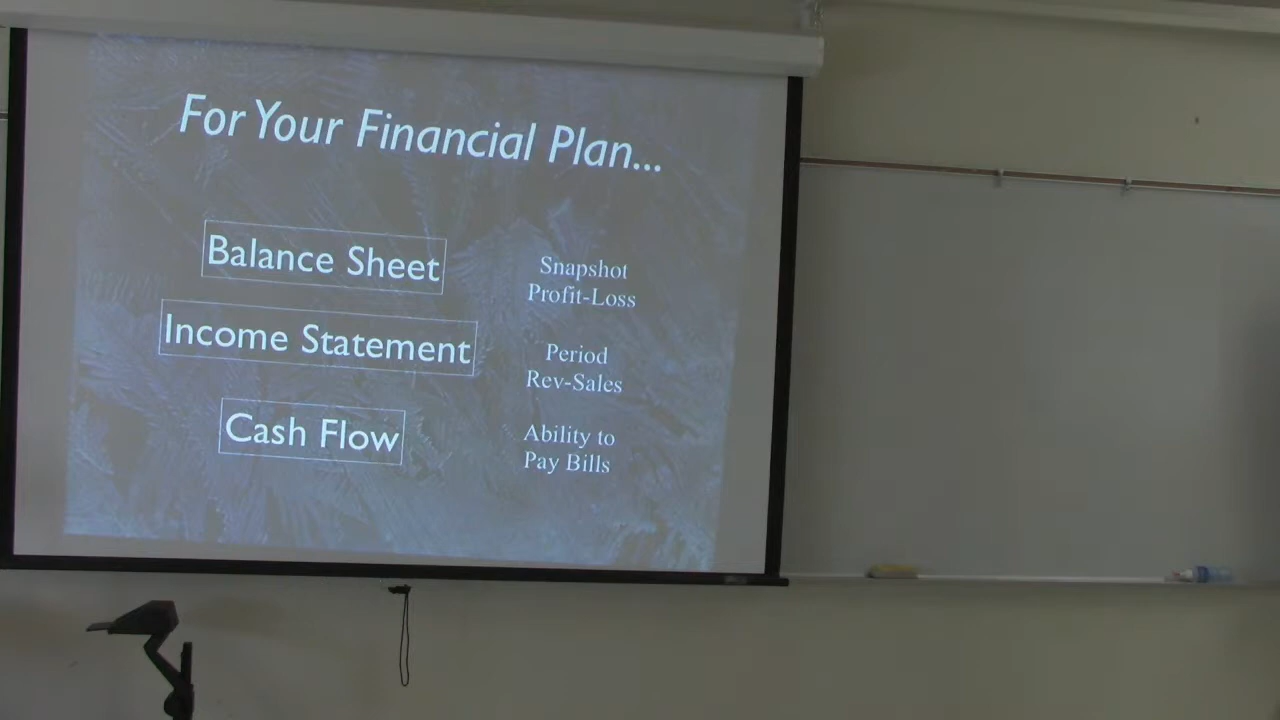 For Your Financial Plan...
Balance Sheet
Snapshot
Profit-Loss
Income Statement
Period
Rev-Sales
Cash Flow
Ability to
Pay Bills